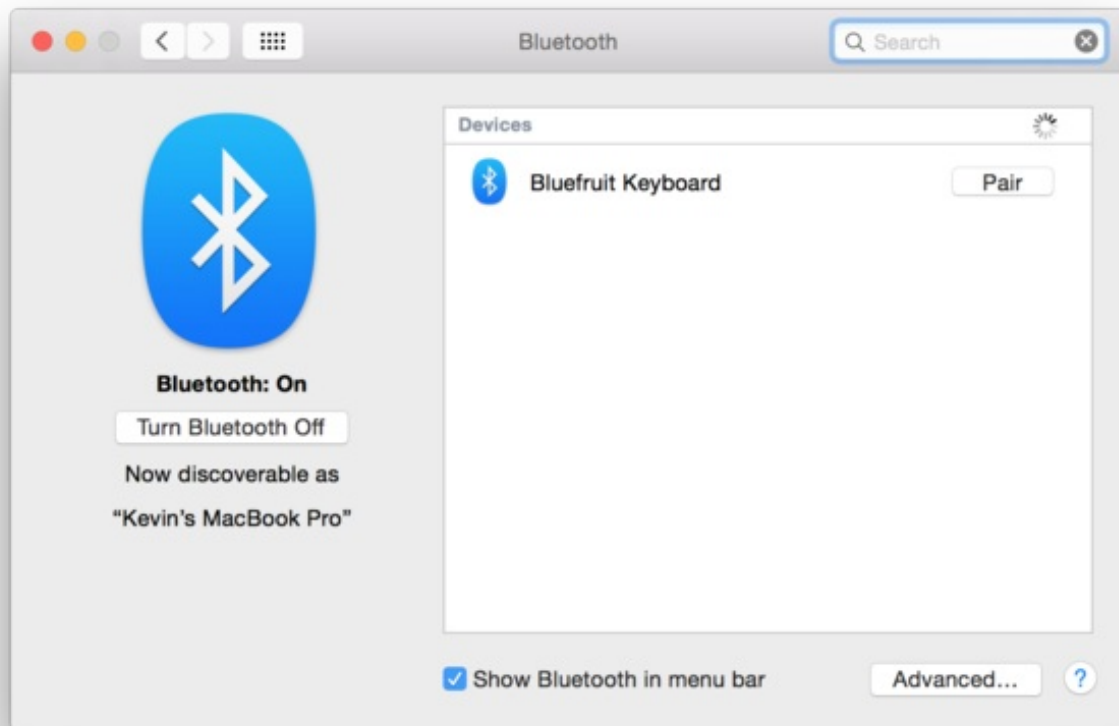 Bluetooth
Search
Bluetooth: On
Turn Bluetooth Off
Now discoverable as
“Kevin’s MacBook Pro”
Devices
Bluefruit Keyboard
Pair
Show Bluetooth in menu bar
Advanced...
?